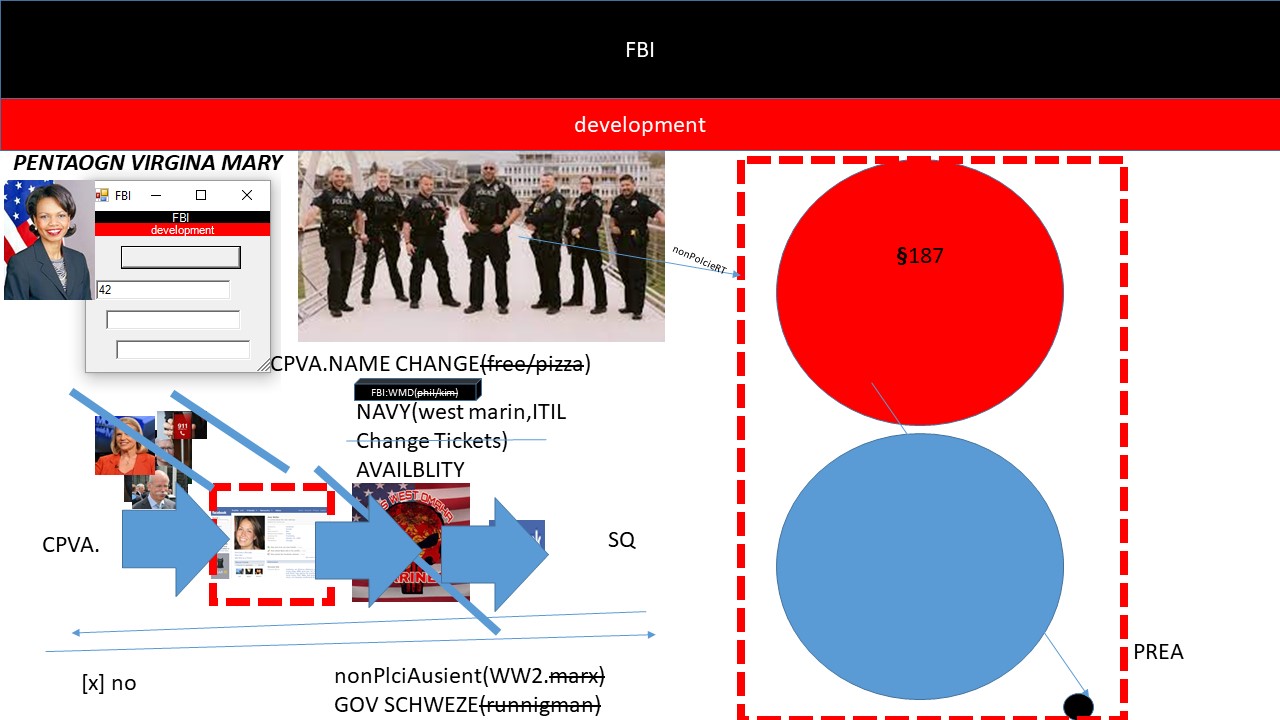 FBI
development
PENTAOGN VIRGINA MARY
FBI
FBI
development
42
POLICE
nonPolcieRT
§187
CPVA.NAME CHANGE(free/pizza)
FBI:WMD(phil/kim)
NAVY(west marin,ITIL
Change Tickets)
AVAILBLITY
911
facebook
WEST OMAHA
CPVA.
SQ
PREA
[x] no
nonPlciAusient(WW2.marx)
GOV SCHWEZE(runnigman)